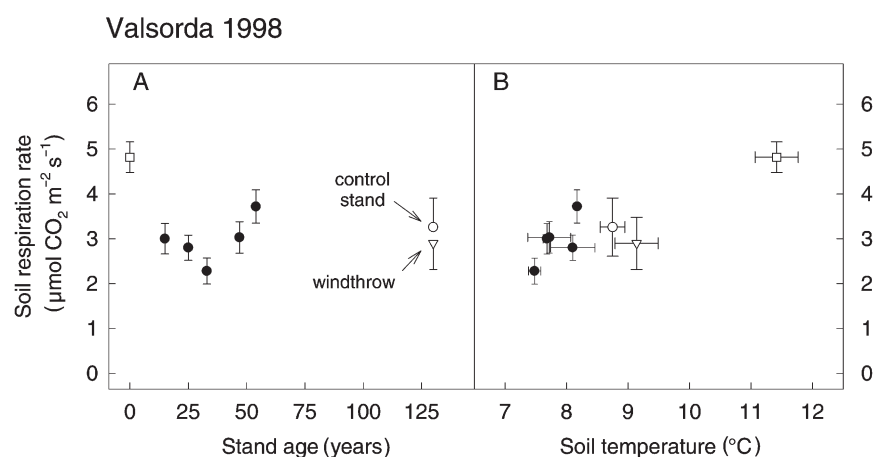 Valsorda 1998
A
B
6
5
4
3
2
1
0
6
5
4
3
2
1
0
Soil respiration rate
(μmol CO₂ m⁻² s⁻¹)
control
stand
windthrow
0 25 50 75 100 125
7 8 9 10 11 12
Stand age (years)
Soil temperature (°C)